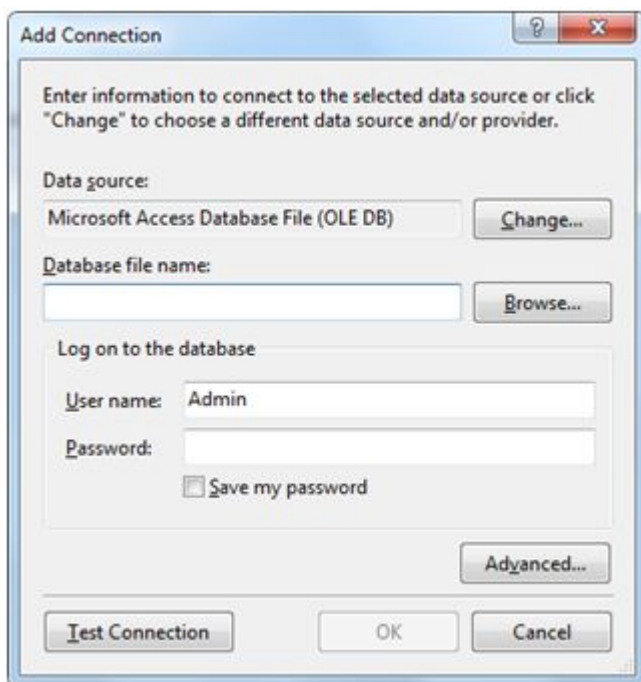 Add Connection
?
Enter information to connect to the selected data source or click
"Change" to choose a different data source and/or provider.
Data source:
Microsoft Access Database File (OLE DB)
Change...
Database file name:
Browse...
Log on to the database
User name:
Admin
Password:
Save my password
Advanced...
Test Connection
OK
Cancel